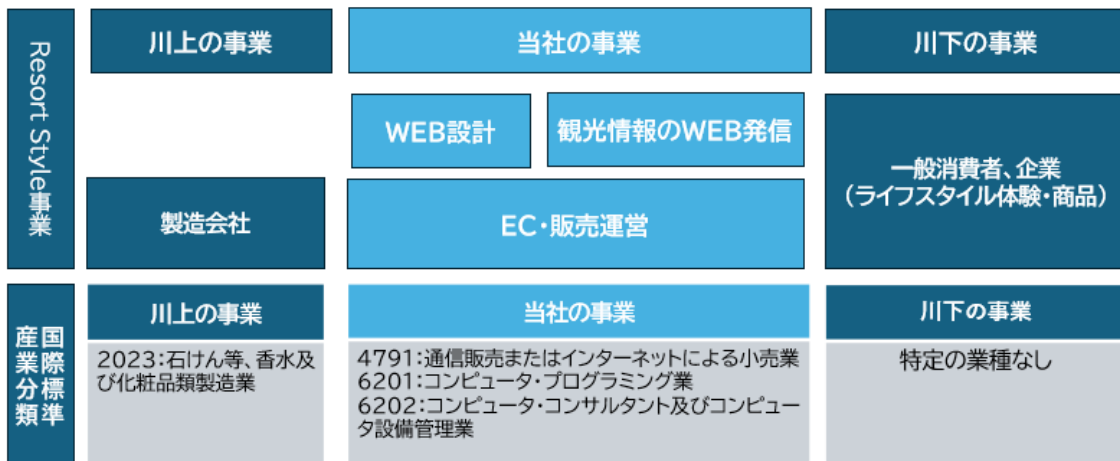 Resort Style事業
川上の事業
当社の事業
川下の事業
WEB設計
観光情報のWEB発信
製造会社
EC・販売運営
一般消費者、企業
（ライフスタイル体験・商品）
国際標準
産業分類
川上の事業
当社の事業
川下の事業
2023：石けん等、香水及
び化粧品類製造業
4791：通信販売またはインターネットによる小売業
6201：コンピュータ・プログラミング業
6202：コンピュータ・コンサルタント及びコンピュー
タ設備管理業
特定の業種なし